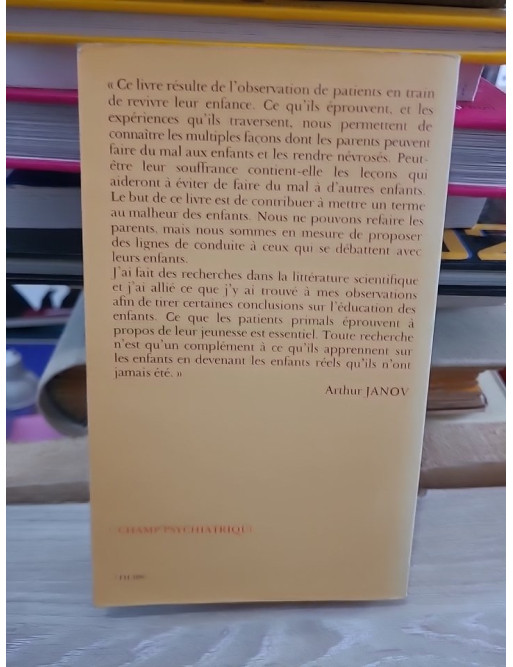 « Ce livre résulte de l'observation de patients en train
de revivre leur enfance. Ce qu'ils éprouvent, et les
expériences qu'ils traversent, nous permettent de
connaître les multiples façons dont les parents peuvent
faire du mal aux enfants et les rendre névrosés. Peut-
être leur souffrance contient-elle les leçons qui
aideront à éviter de faire du mal à d'autres enfants.
Le but de ce livre est de contribuer à mettre un terme
au malheur des enfants. Nous ne pouvons refaire les
parents, mais nous sommes en mesure de proposer
des lignes de conduite à ceux qui se débattent avec
leurs enfants.
J'ai fait des recherches dans la littérature scientifique
et j'ai allié ce que j'y ai trouvé à mes observations
afin de tirer certaines conclusions sur l'éducation des
enfants. Ce que les patients primals éprouvent à
propos de leur jeunesse est essentiel. Toute recherche
n'est qu'un complément à ce qu'ils apprennent sur
les enfants en devenant les enfants réels qu'ils n'ont
jamais été. »
Arthur JANOV
CHAMP PSYCHIATRIQUE